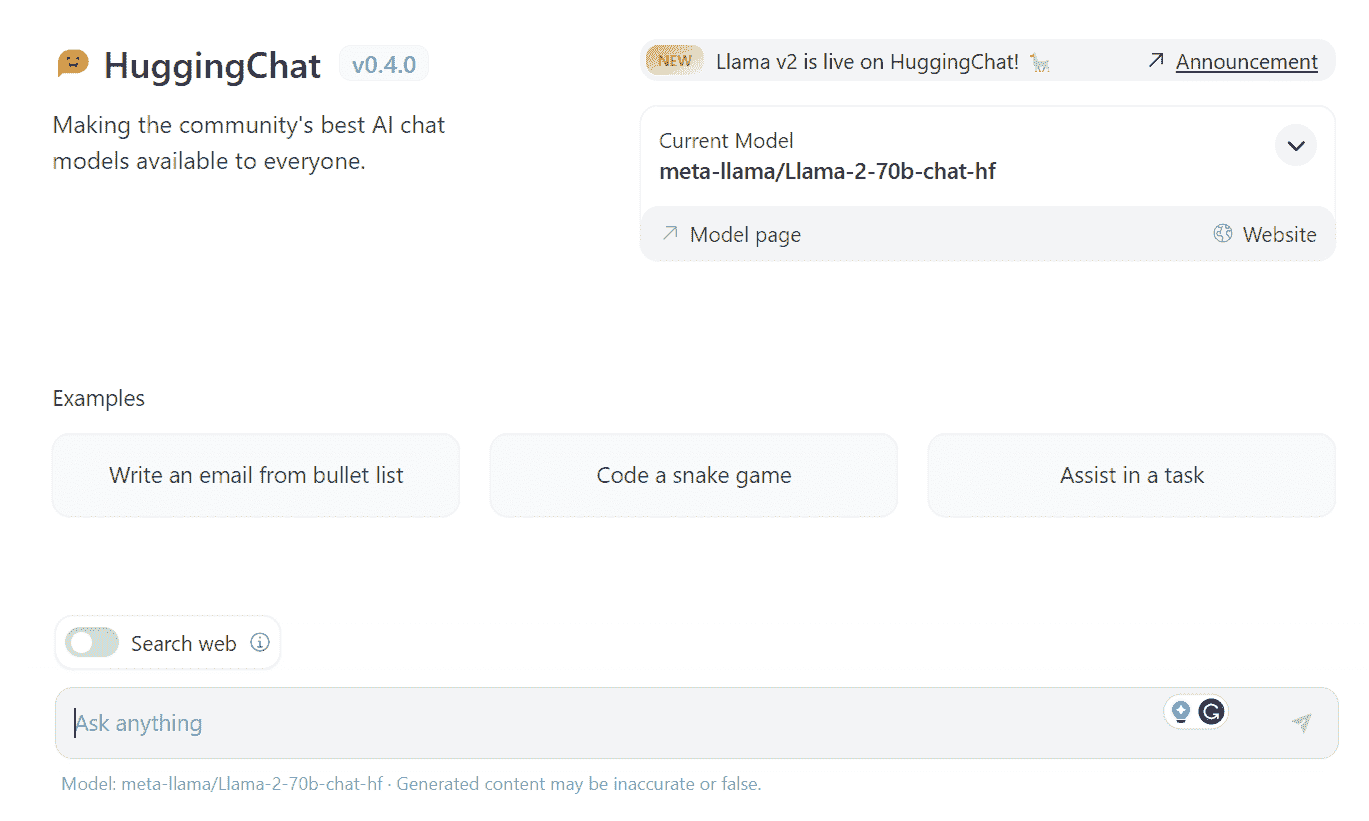 HuggingChat v0.4.0
Making the community's best AI chat
models available to everyone.
NEW Llama v2 is live on HuggingChat! Announcement
Current Model
meta-llama/Llama-2-70b-chat-hf
Model page Website
Examples
Write an email from bullet list
Code a snake game
Assist in a task
Search web
Ask anything
Model: meta-llama/Llama-2-70b-chat-hf · Generated content may be inaccurate or false.